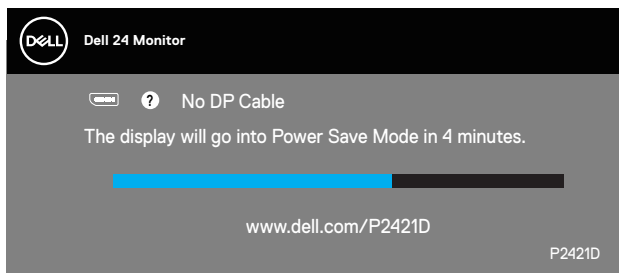 DELL
Dell 24 Monitor
? No DP Cable
The display will go into Power Save Mode in 4 minutes.
www.dell.com/P2421D
P2421D